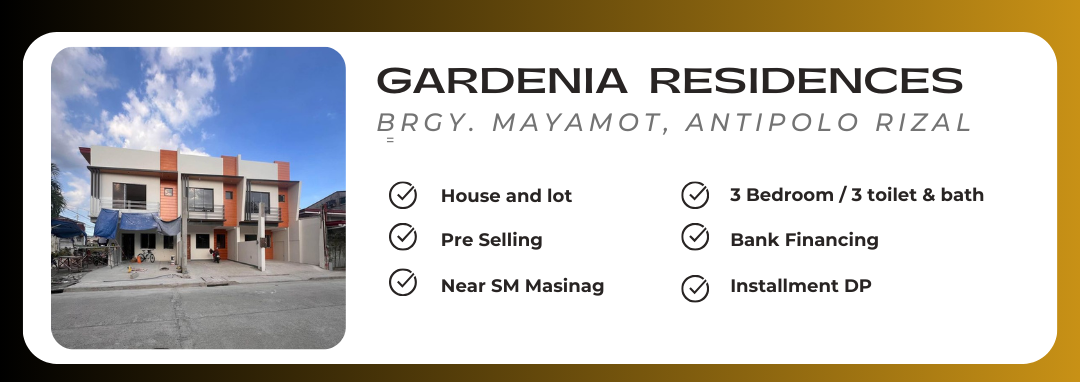 GARDENIA RESIDENCES
BRGY. MAYAMOT, ANTIPOLO RIZAL
=
House and lot
Pre Selling
Near SM Masinag
3 Bedroom / 3 toilet & bath
Bank Financing
Installment DP